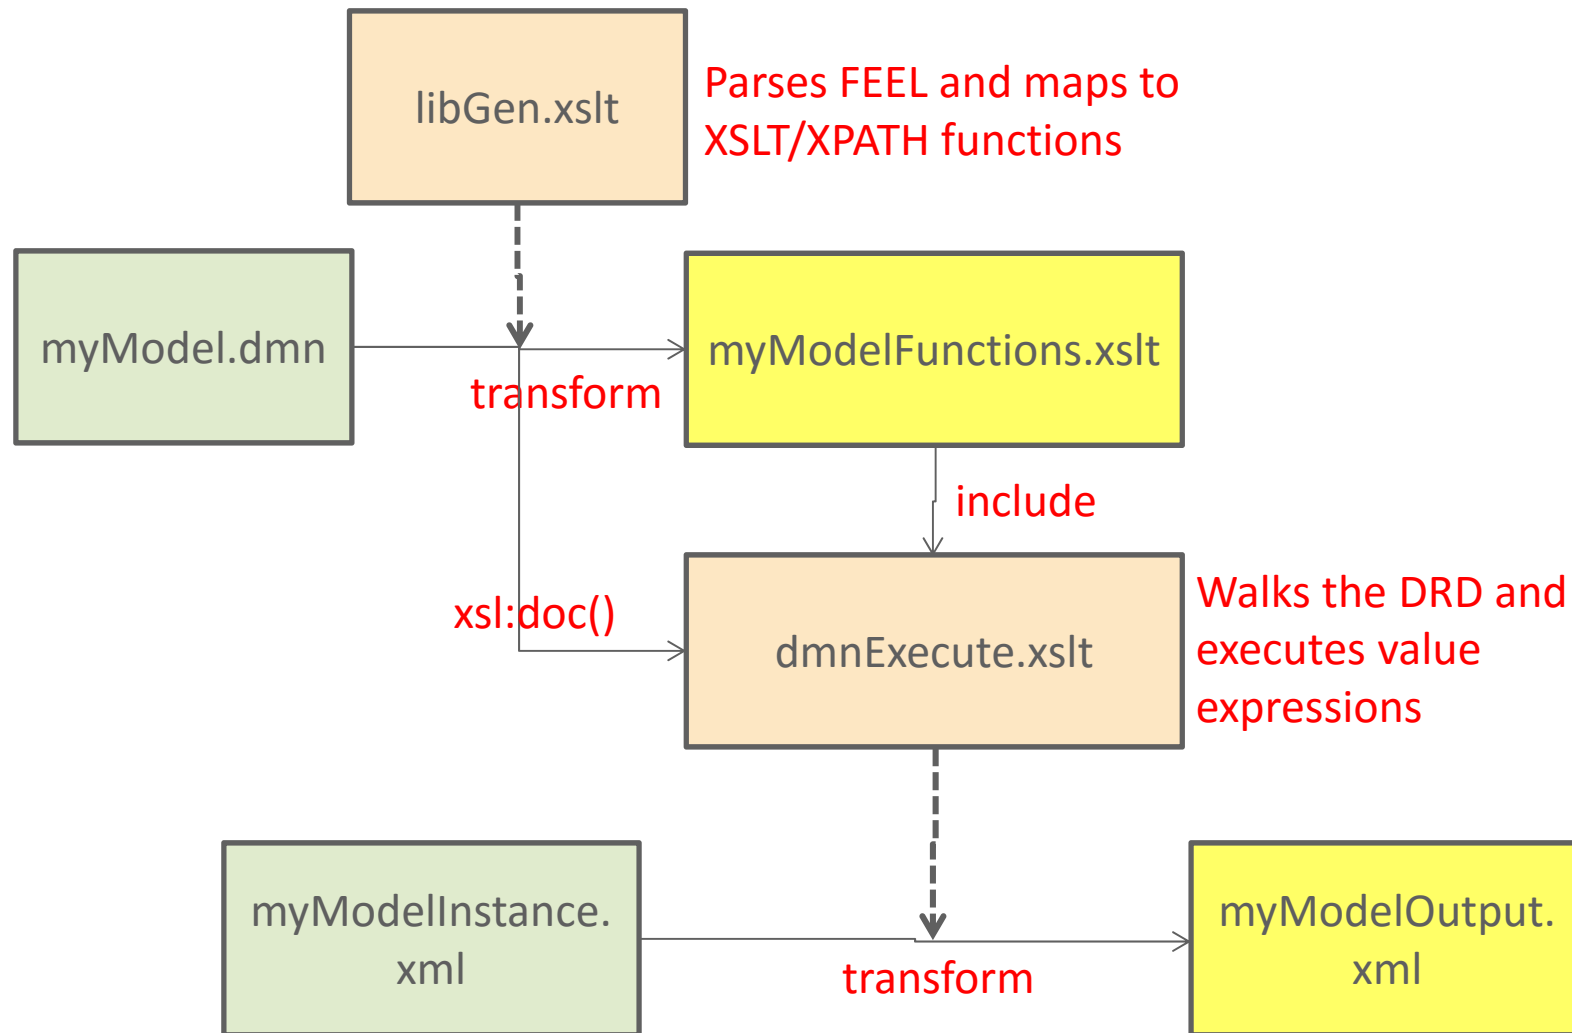 libGen.xslt
Parses FEEL and maps to
XSLT/XPATH functions
myModel.dmn
myModelFunctions.xslt
transform
include
xsl:doc()
dmnExecute.xslt
Walks the DRD and
executes value
expressions
myModelInstance.
xml
transform
myModelOutput.
xml